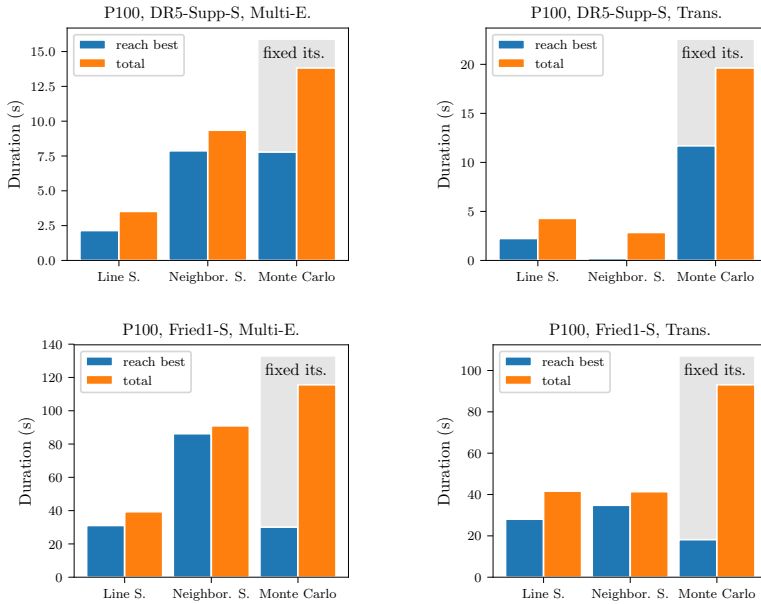 P100, DR5-Supp-S, Multi-E.
reach best
total
fixed its.
Duration (s)
15.0
12.5
10.0
7.5
5.0
2.5
0.0
Line S. Neighbor. S. Monte Carlo
P100, DR5-Supp-S, Trans.
reach best
total
fixed its.
Duration (s)
20
15
10
5
0
Line S. Neighbor. S. Monte Carlo
P100, Fried1-S, Multi-E.
reach best
total
fixed its.
Duration (s)
140
120
100
80
60
40
20
0
Line S. Neighbor. S. Monte Carlo
P100, Fried1-S, Trans.
reach best
total
fixed its.
Duration (s)
100
80
60
40
20
0
Line S. Neighbor. S. Monte Carlo